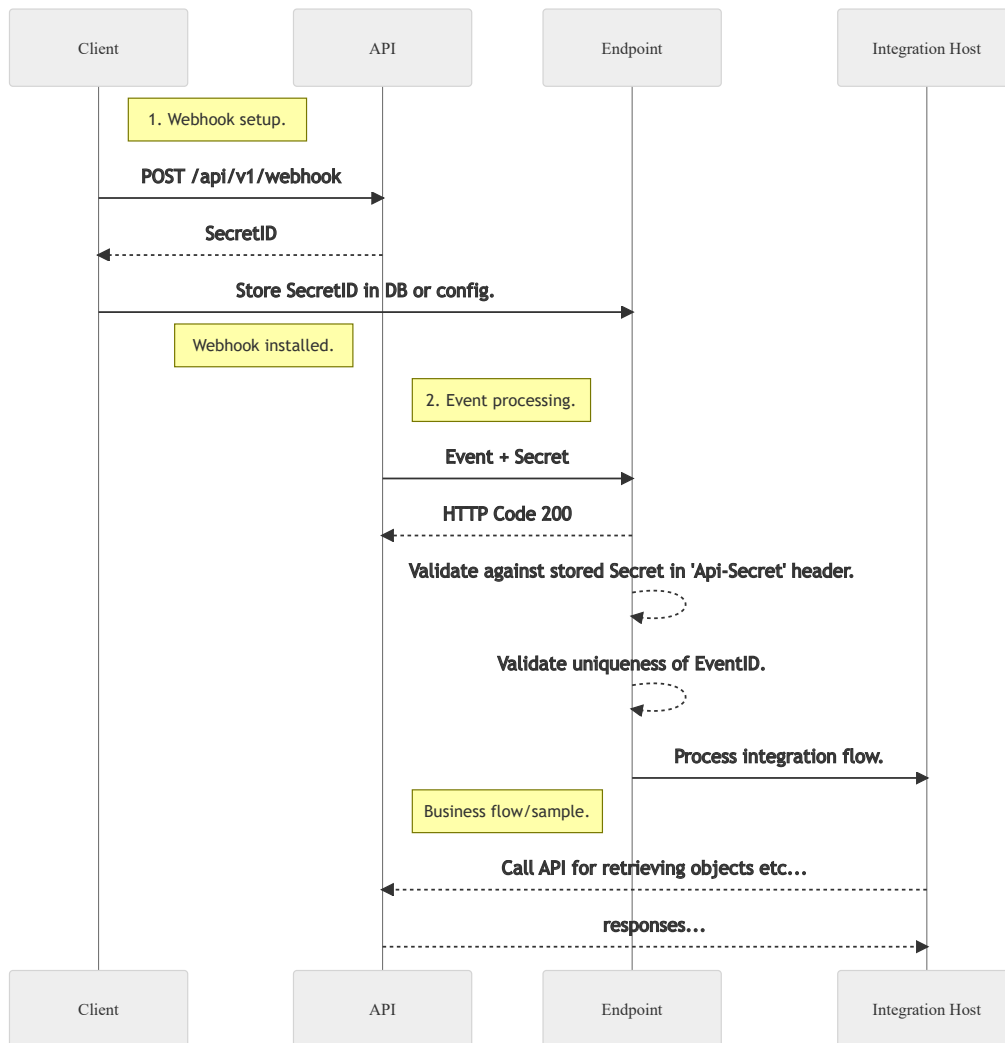 Client
API
Endpoint
Integration Host
1. Webhook setup.
POST /api/v1/webhook
SecretID
Store SecretID in DB or config.
Webhook installed.
2. Event processing.
Event + Secret
HTTP Code 200
Validate against stored Secret in 'Api-Secret' header.
Validate uniqueness of EventID.
Process integration flow.
Business flow/sample.
Call API for retrieving objects etc...
responses...
Client
API
Endpoint
Integration Host